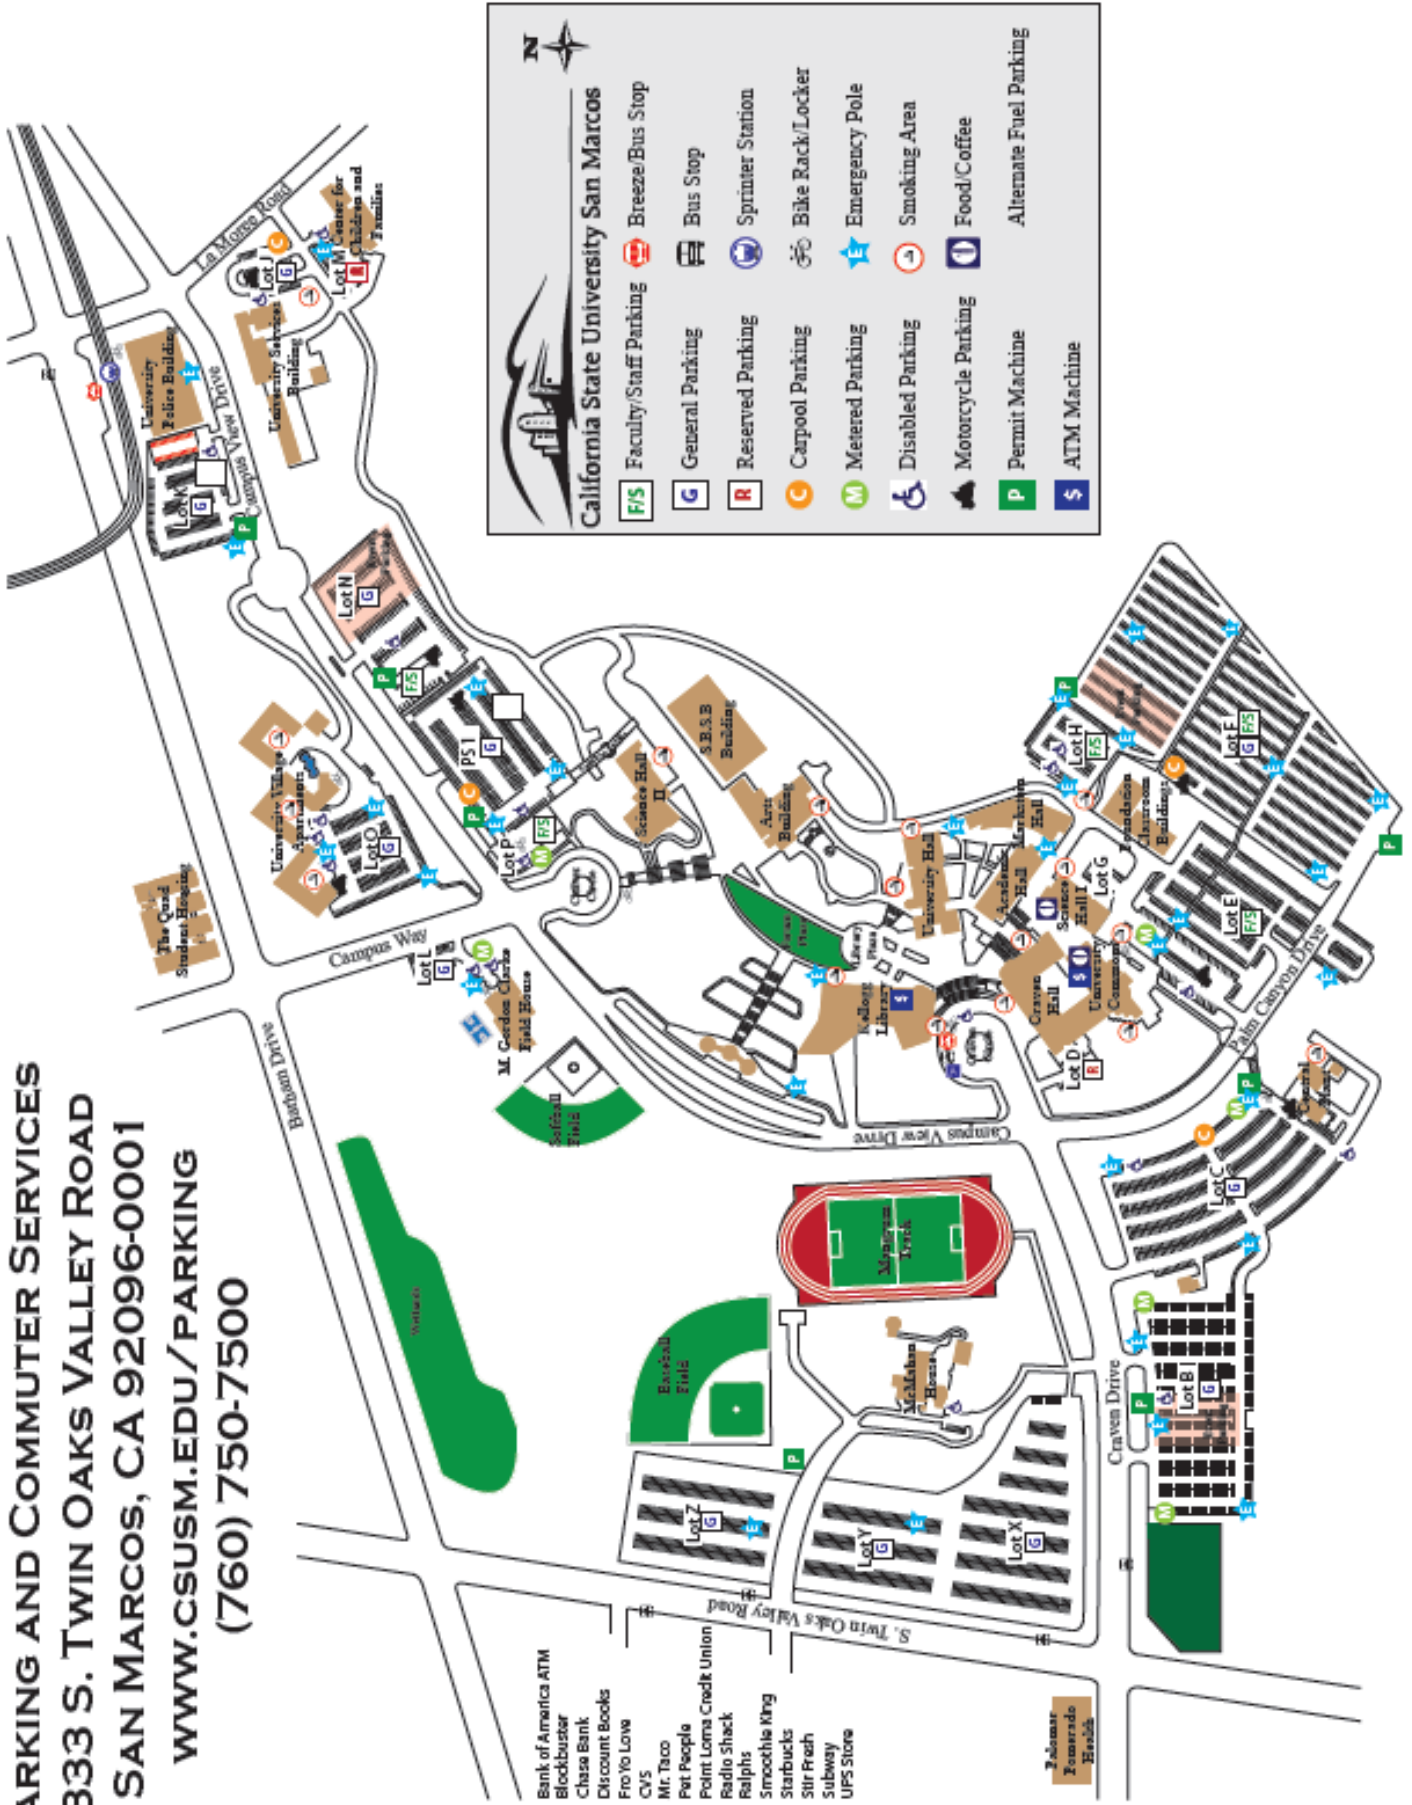 ARKING AND COMMUTER SERVICES
333 S. TWIN OAKS VALLEY ROAD
SAN MARCOS, CA 92096-0001
WWW.CSUSM.EDU/PARKING
(760) 750-7500
N
California State University San Marcos
F/S Faculty/Staff Parking
G General Parking
R Reserved Parking
C Carpool Parking
M Metered Parking
Disabled Parking
Motorcycle Parking
P Permit Machine
$ ATM Machine
Breeze/Bus Stop
Bus Stop
Sprinter Station
Bike Rack/Locker
E Emergency Pole
Smoking Area
Food/Coffee
Alternate Fuel Parking
Bank of America ATM
Blockbuster
Chase Bank
Discount Books
FroYo Love
CVS
Mr. Taco
Pet People
Point Loma Credit Union
Radio Shack
Ralphs
Smoothie King
Starbucks
Stir Fresh
Subway
UPS Store
Palomar
Pomerado
Health
S. Twin Oaks Valley Road
Barham Drive
Campus Way
Campus View Drive
La Moree Road
Campus View Drive
Craven Drive
Palm Canyon Drive
The Quad
Student Housing
University Village
Apartments
Lot O
G
University
Police Building
Lot K
G
University Services
Building
Lot J
G
Lot M
R
Center for
Children and
Families
Lot N
G
F/S
PS 1
G
Lot P
F/S
Lot L
G
M. Gordon Clarke
Field House
Softball
Field
Wetlands
Baseball
Field
Mangrum
Track
McMahan
House
Lot Z
G
Lot Y
G
Lot X
G
Lot B
G
Lot C
G
Lot D
R
Science Hall
II
S.B.S.B
Building
Arts
Building
Library
Plaza
Kellogg
Library
University Hall
Markstein
Hall
Academic
Hall
Science
Hall I
Craven
Hall
University
Commons
Foundation
Classroom
Buildings
Lot G
Lot H
F/S
Lot F
G F/S
Lot E
F/S